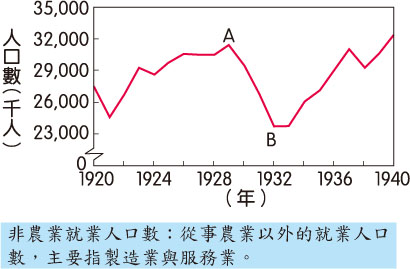 人口數(千人)
35,000
32,000
29,000
26,000
23,000
0
A
B
1920 1924 1928 1932 1936 1940
(年)
非農業就業人口數:從事農業以外的就業人口
數,主要指製造業與服務業。